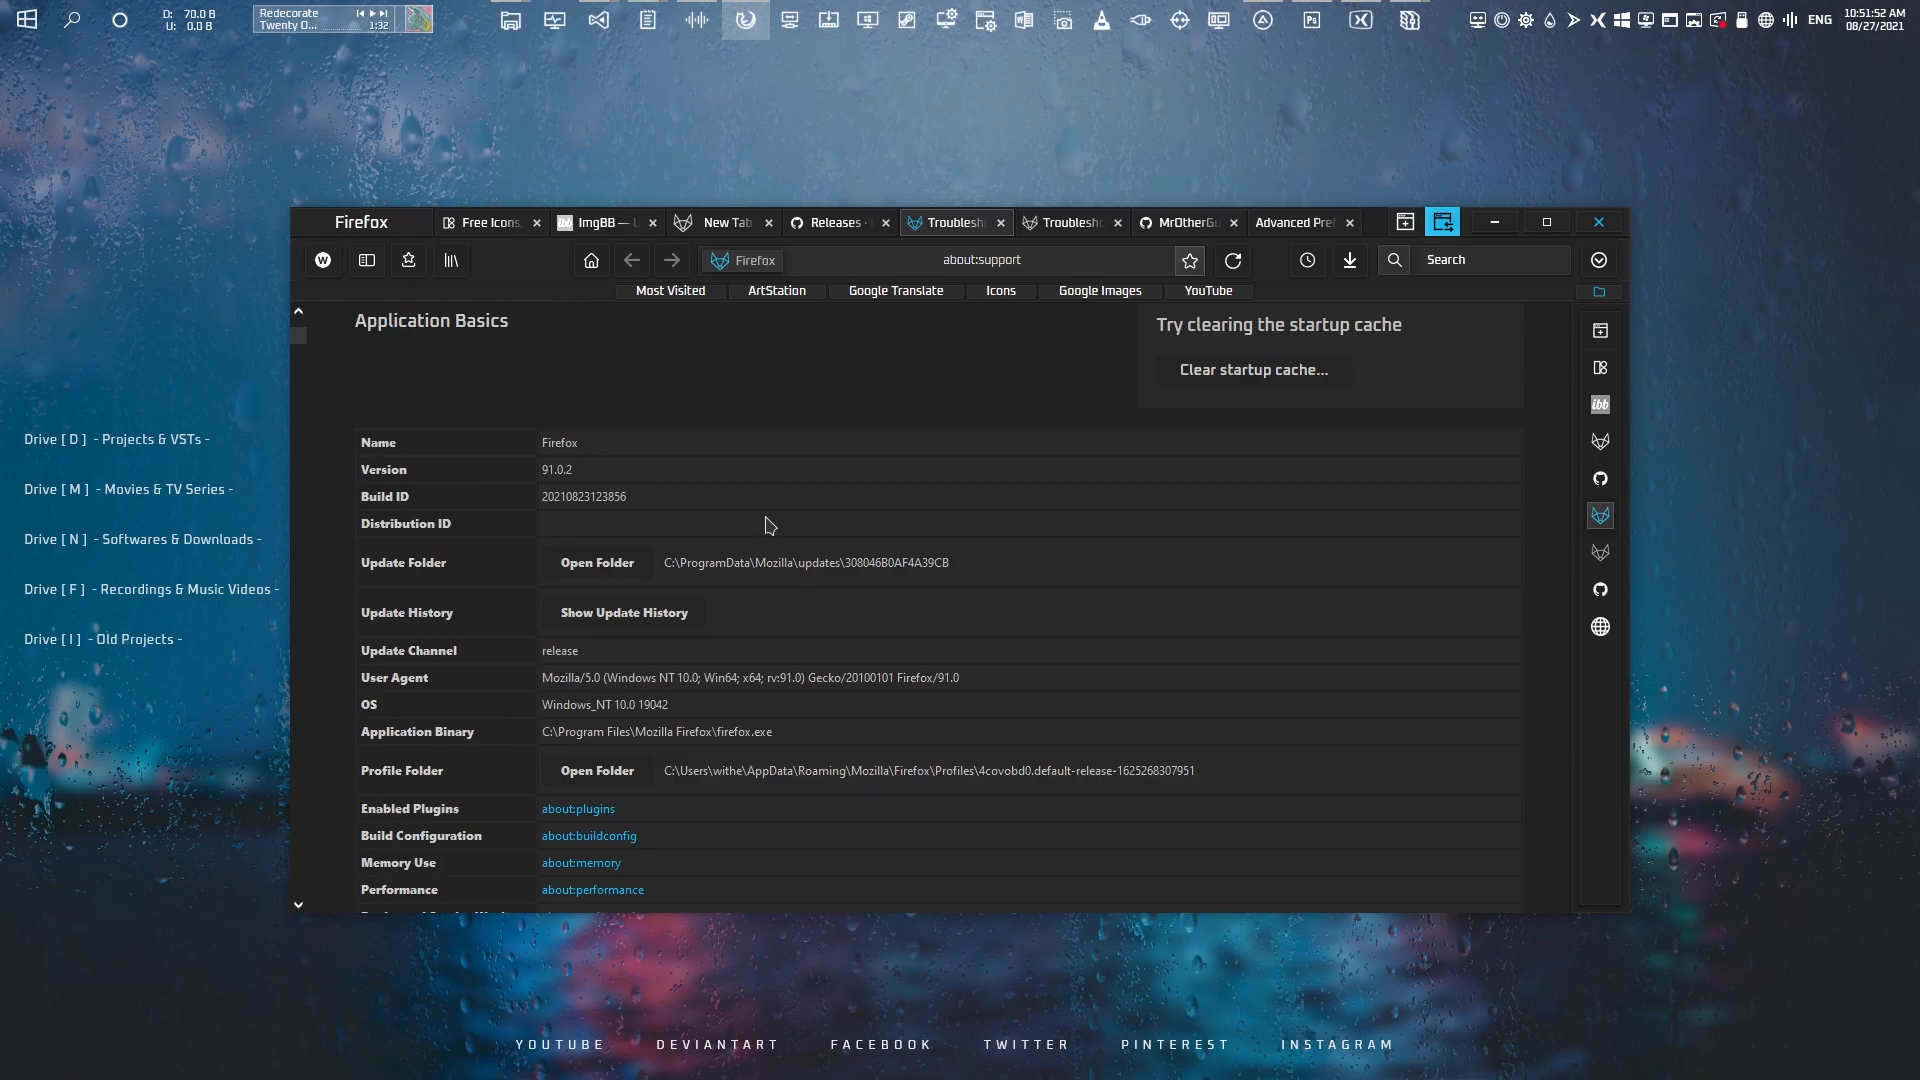 D: 70.0 B
U: 0.0 B
Redecorate
Twenty O...
1:32
ENG
10:51:52 AM
08/27/2021
Firefox
Free Icons,
ImgBB — L
New Tab
Releases ·
Troublesh
Troublesho
MrOtherGu
Advanced Pref
Firefox
about:support
Search
Most Visited
ArtStation
Google Translate
Icons
Google Images
YouTube
Application Basics
Try clearing the startup cache
Clear startup cache...
Name Firefox
Version 91.0.2
Build ID 20210823123856
Distribution ID
Update Folder Open Folder C:\ProgramData\Mozilla\updates\308046B0AF4A39CB
Update History Show Update History
Update Channel release
User Agent Mozilla/5.0 (Windows NT 10.0; Win64; x64; rv:91.0) Gecko/20100101 Firefox/91.0
OS Windows_NT 10.0 19042
Application Binary C:\Program Files\Mozilla Firefox\firefox.exe
Profile Folder Open Folder C:\Users\withe\AppData\Roaming\Mozilla\Firefox\Profiles\4covobd0.default-release-1625268307951
Enabled Plugins about:plugins
Build Configuration about:buildconfig
Memory Use about:memory
Performance about:performance
Drive [ D ] - Projects & VSTs -
Drive [ M ] - Movies & TV Series -
Drive [ N ] - Softwares & Downloads -
Drive [ F ] - Recordings & Music Videos -
Drive [ I ] - Old Projects -
YOUTUBE
DEVIANTART
FACEBOOK
TWITTER
PINTEREST
INSTAGRAM